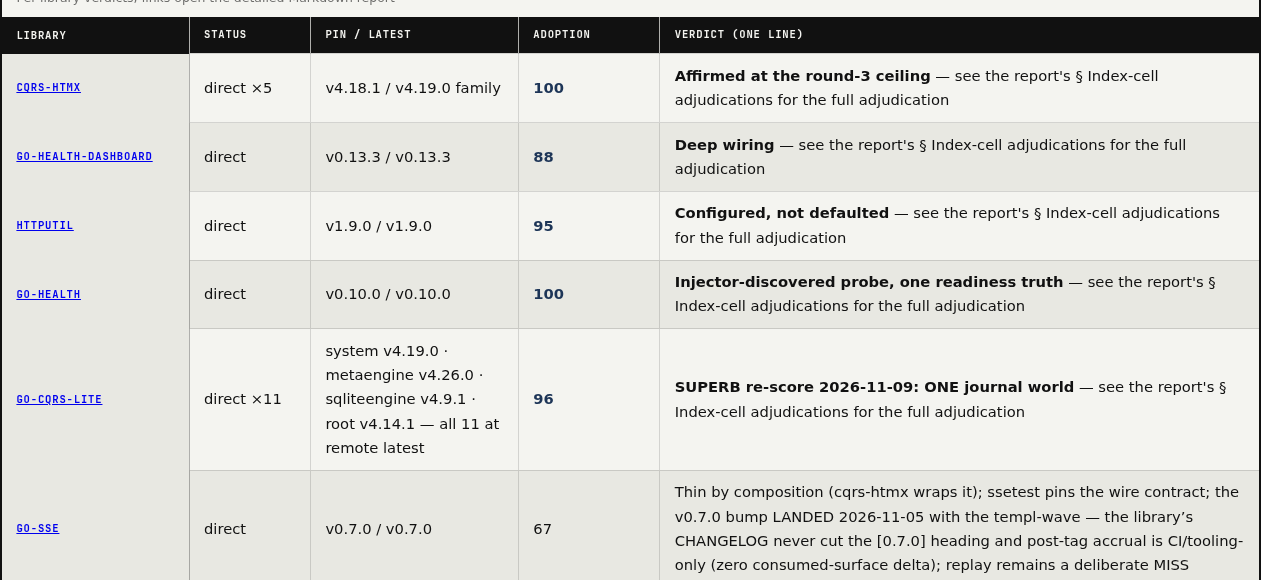 Per library verdicts; links open the detailed Markdown report
LIBRARY STATUS PIN / LATEST ADOPTION VERDICT (ONE LINE)
CQRS-HTMX direct ×5 v4.18.1 / v4.19.0 family 100 Affirmed at the round-3 ceiling — see the report's § Index-cell
adjudications for the full adjudication
GO-HEALTH-DASHBOARD direct v0.13.3 / v0.13.3 88 Deep wiring — see the report's § Index-cell adjudications for the full
adjudication
HTTPUTIL direct v1.9.0 / v1.9.0 95 Configured, not defaulted — see the report's § Index-cell adjudications
for the full adjudication
GO-HEALTH direct v0.10.0 / v0.10.0 100 Injector-discovered probe, one readiness truth — see the report's §
Index-cell adjudications for the full adjudication
GO-CQRS-LITE direct ×11 system v4.19.0 ·
metaengine v4.26.0 ·
sqliteengine v4.9.1 ·
root v4.14.1 — all 11 at
remote latest
96 SUPERB re-score 2026-11-09: ONE journal world — see the report's §
Index-cell adjudications for the full adjudication
GO-SSE direct v0.7.0 / v0.7.0 67 Thin by composition (cqrs-htmx wraps it); ssetest pins the wire contract; the
v0.7.0 bump LANDED 2026-11-05 with the templ-wave — the library’s
CHANGELOG never cut the [0.7.0] heading and post-tag accrual is CI/tooling-
only (zero consumed-surface delta); replay remains a deliberate MISS